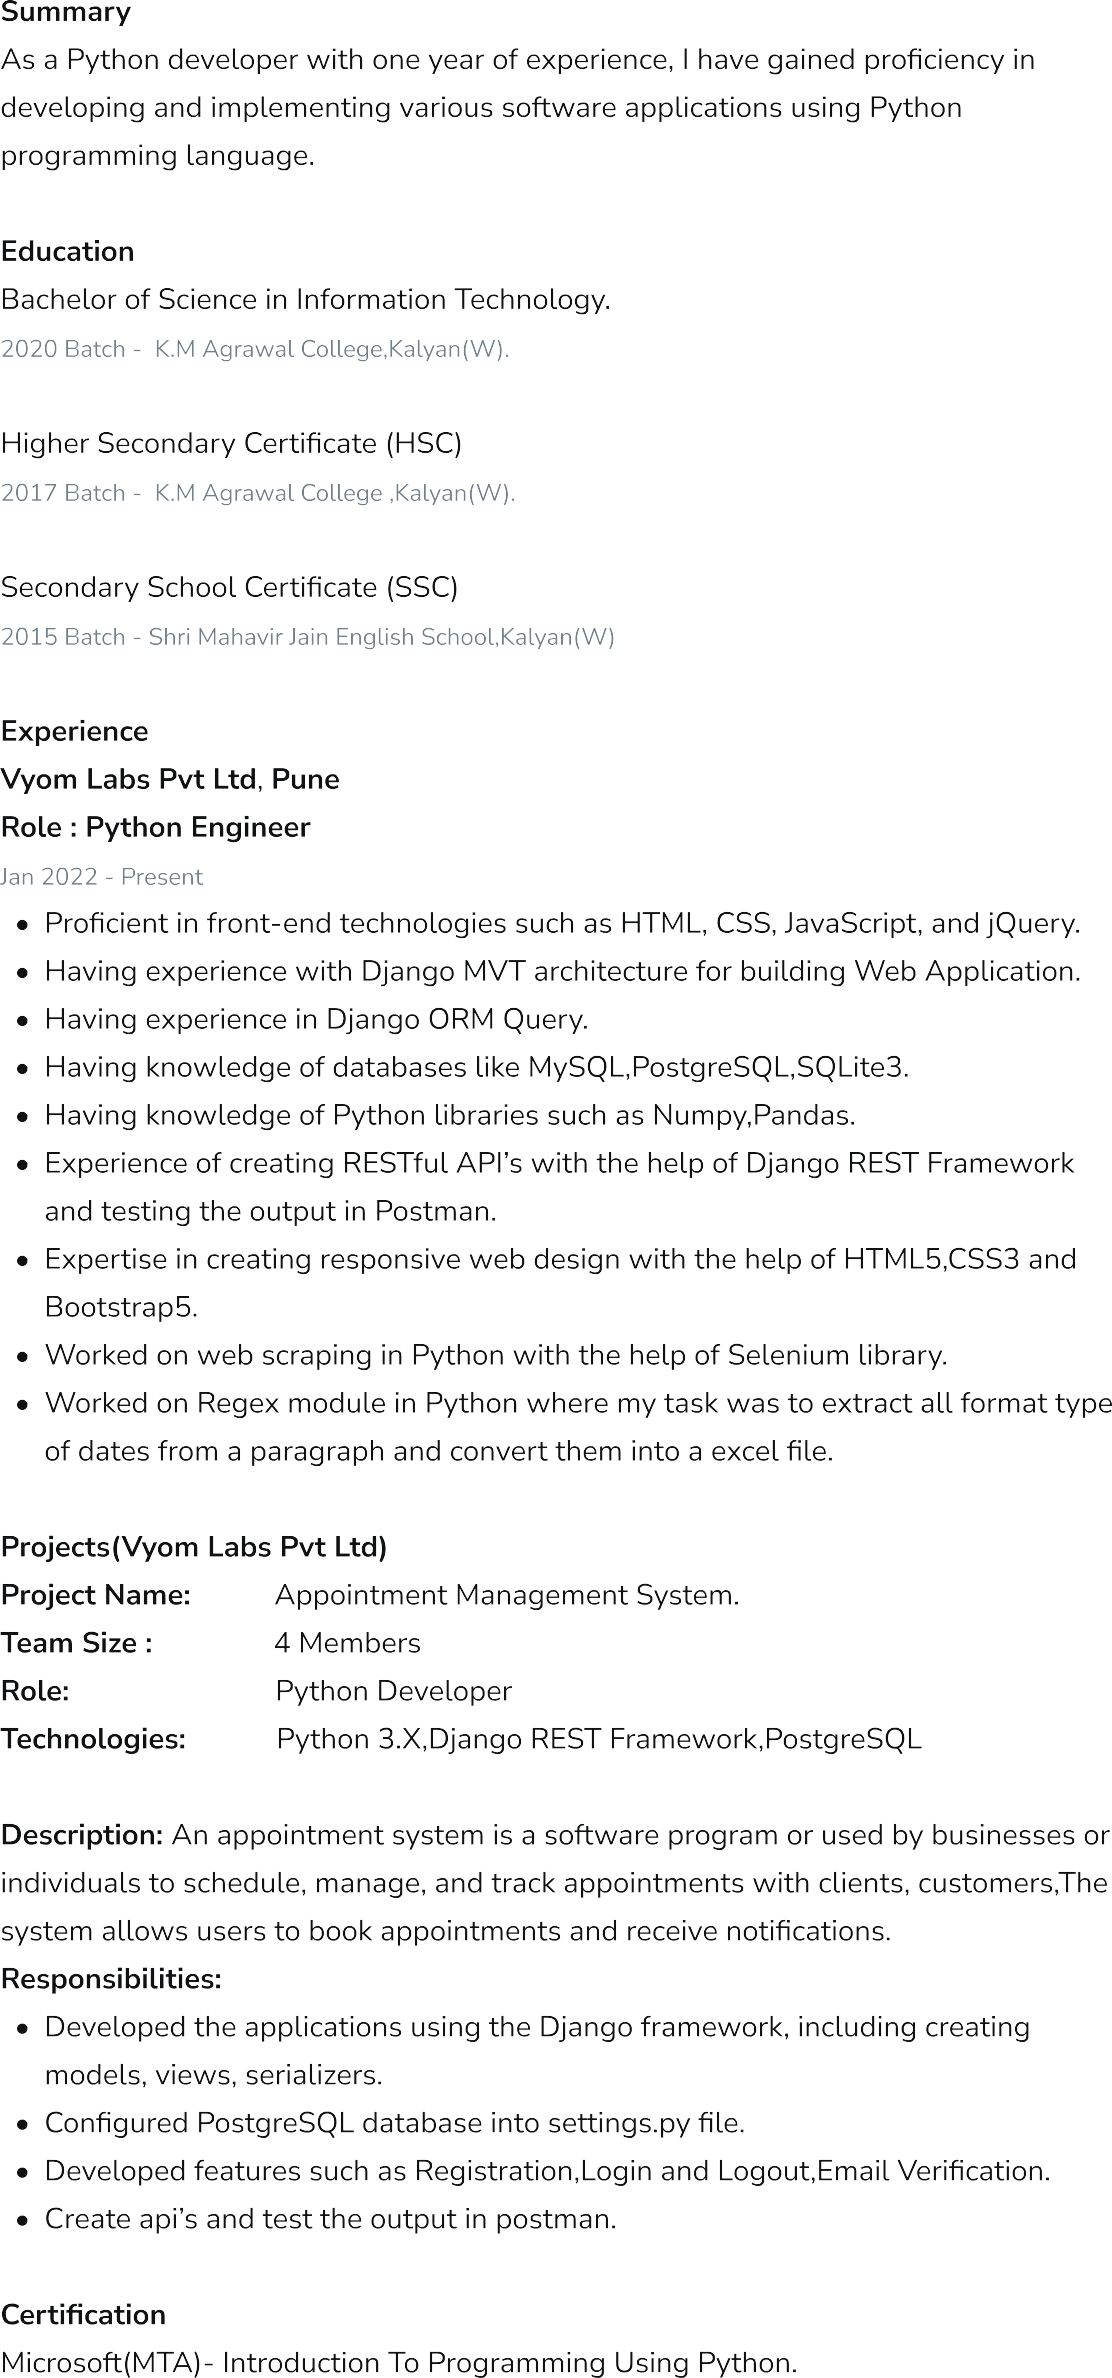 Summary
As a Python developer with one year of experience, I have gained proficiency in
developing and implementing various software applications using Python
programming language.
Education
Bachelor of Science in Information Technology.
2020 Batch -  K.M Agrawal College,Kalyan(W).
Higher Secondary Certificate (HSC)
2017 Batch -  K.M Agrawal College ,Kalyan(W).
Secondary School Certificate (SSC)
2015 Batch - Shri Mahavir Jain English School,Kalyan(W)
Experience
Vyom Labs Pvt Ltd, Pune
Role : Python Engineer
Jan 2022 - Present
• Proficient in front-end technologies such as HTML, CSS, JavaScript, and jQuery.
• Having experience with Django MVT architecture for building Web Application.
• Having experience in Django ORM Query.
• Having knowledge of databases like MySQL,PostgreSQL,SQLite3.
• Having knowledge of Python libraries such as Numpy,Pandas.
• Experience of creating RESTful API’s with the help of Django REST Framework
and testing the output in Postman.
• Expertise in creating responsive web design with the help of HTML5,CSS3 and
Bootstrap5.
• Worked on web scraping in Python with the help of Selenium library.
• Worked on Regex module in Python where my task was to extract all format type
of dates from a paragraph and convert them into a excel file.
Projects(Vyom Labs Pvt Ltd)
Project Name: Appointment Management System.
Team Size : 4 Members
Role: Python Developer
Technologies: Python 3.X,Django REST Framework,PostgreSQL
Description: An appointment system is a software program or used by businesses or
individuals to schedule, manage, and track appointments with clients, customers,The
system allows users to book appointments and receive notifications.
Responsibilities:
• Developed the applications using the Django framework, including creating
models, views, serializers.
• Configured PostgreSQL database into settings.py file.
• Developed features such as Registration,Login and Logout,Email Verification.
• Create api’s and test the output in postman.
Certification
Microsoft(MTA)- Introduction To Programming Using Python.